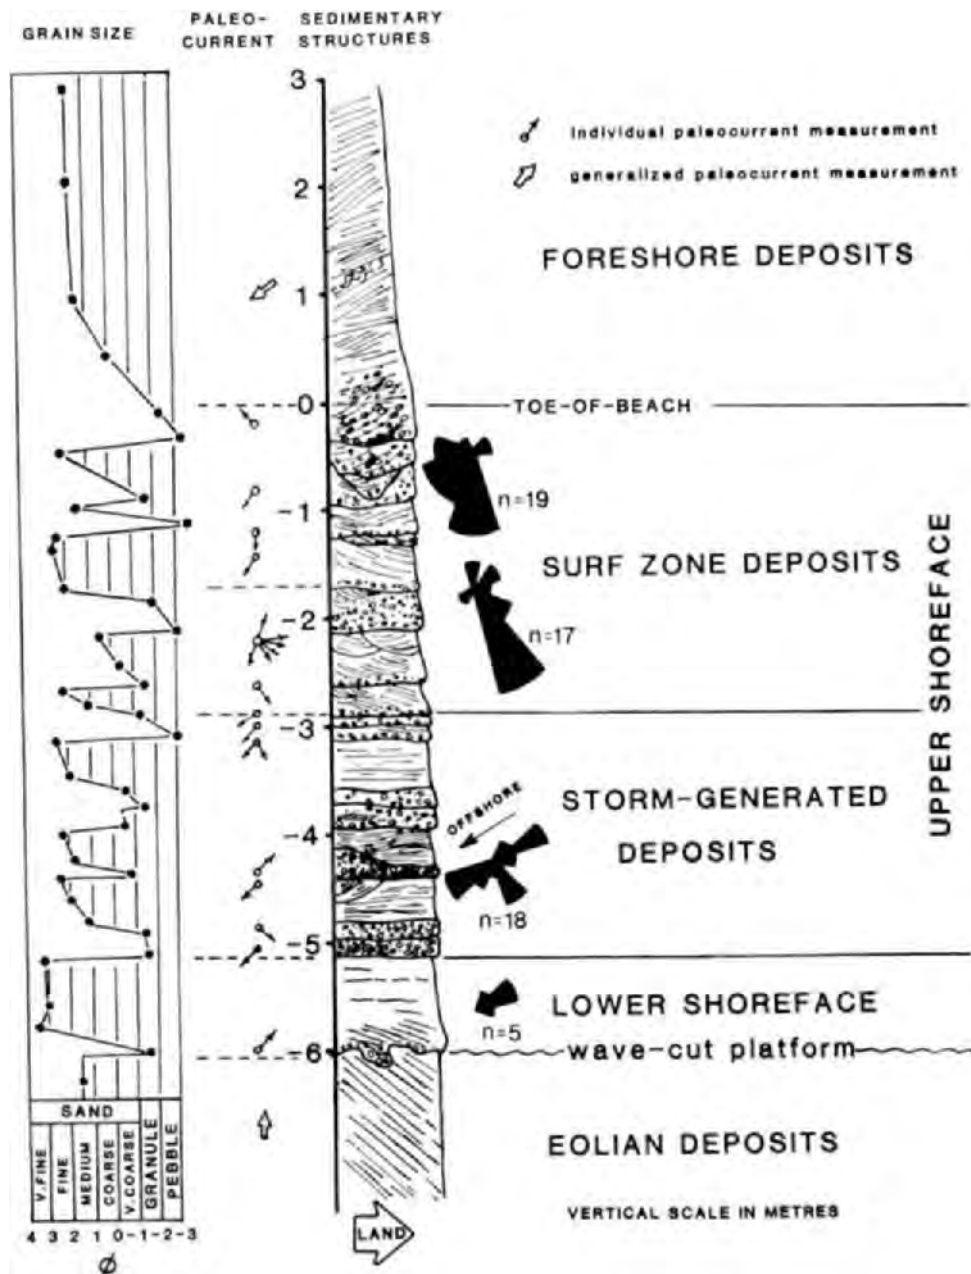 GRAIN SIZE
PALEO-
CURRENT
SEDIMENTARY
STRUCTURES
3
2
1
0
-1
-2
-3
-4
-5
-6
individual paleocurrent measurement
generalized paleocurrent measurement
FORESHORE DEPOSITS
TOE-OF-BEACH
n=19
SURF ZONE DEPOSITS
n=17
UPPER SHOREFACE
OFFSHORE
STORM-GENERATED
DEPOSITS
n=18
LOWER SHOREFACE
n=5
wave-cut platform
EOLIAN DEPOSITS
VERTICAL SCALE IN METRES
LAND
SAND
V.FINE
FINE
MEDIUM
COARSE
V.COARSE
GRANULE
PEBBLE
4 3 2 1 0 -1 -2 -3
Ø